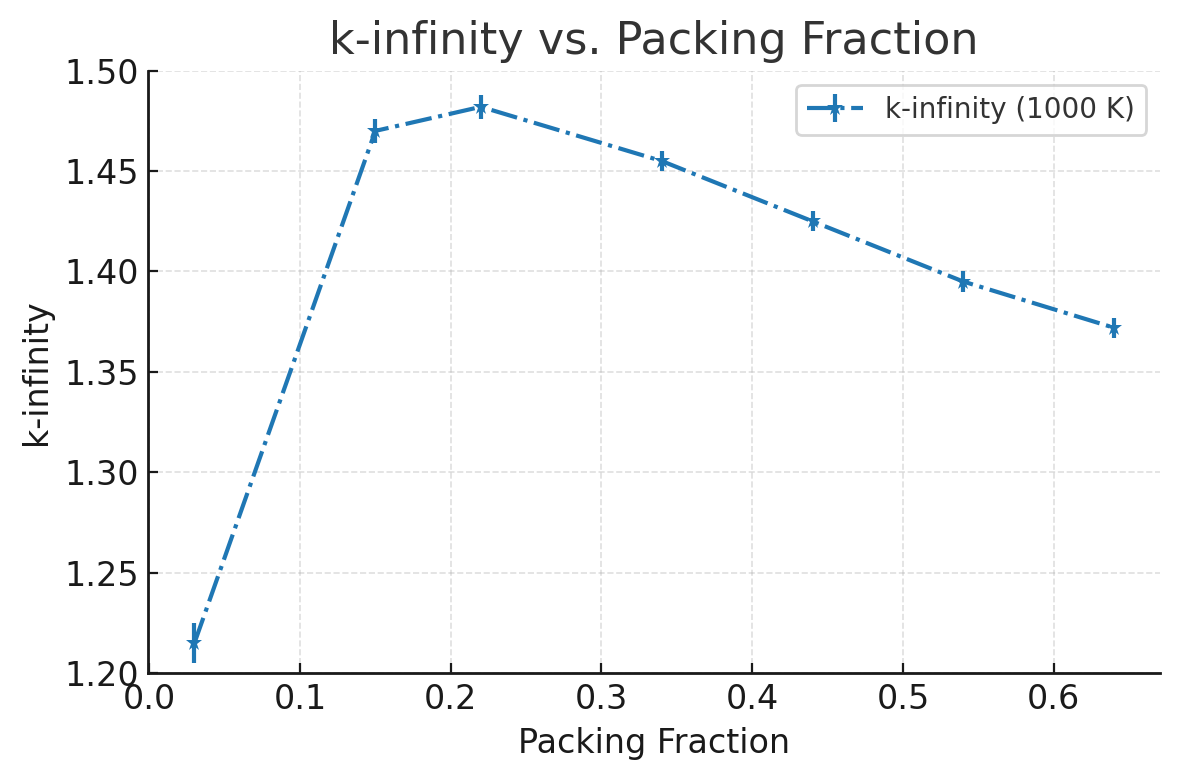 k-infinity vs. Packing Fraction
k-infinity (1000 K)
k-infinity
1.50
1.45
1.40
1.35
1.30
1.25
1.20
0.0 0.1 0.2 0.3 0.4 0.5 0.6
Packing Fraction